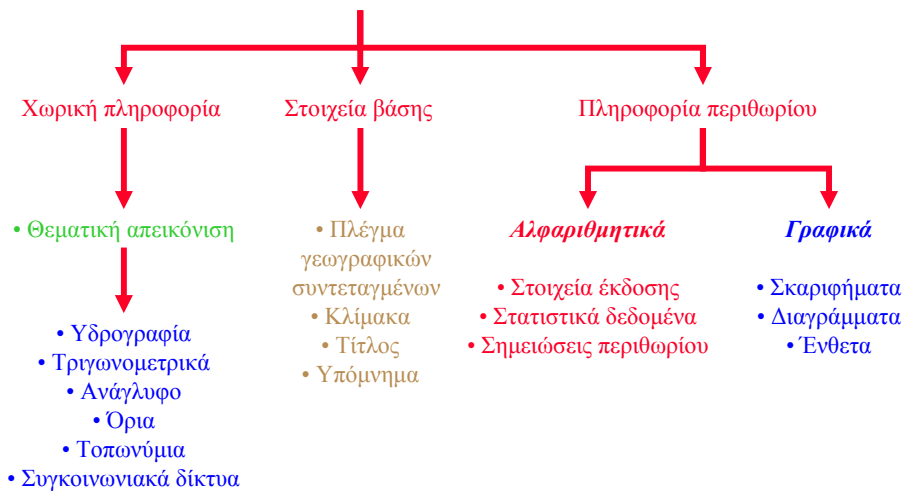 Χωρική πληροφορία
Στοιχεία βάσης
Πληροφορία περιθωρίου
• Θεματική απεικόνιση
• Υδρογραφία
• Τριγωνομετρικά
• Ανάγλυφο
• Όρια
• Τοπωνύμια
• Συγκοινωνιακά δίκτυα
• Πλέγμα
γεωγραφικών
συντεταγμένων
• Κλίμακα
• Τίτλος
• Υπόμνημα
Αλφαριθμητικά
• Στοιχεία έκδοσης
• Στατιστικά δεδομένα
• Σημειώσεις περιθωρίου
Γραφικά
• Σκαριφήματα
• Διαγράμματα
• Ένθετα